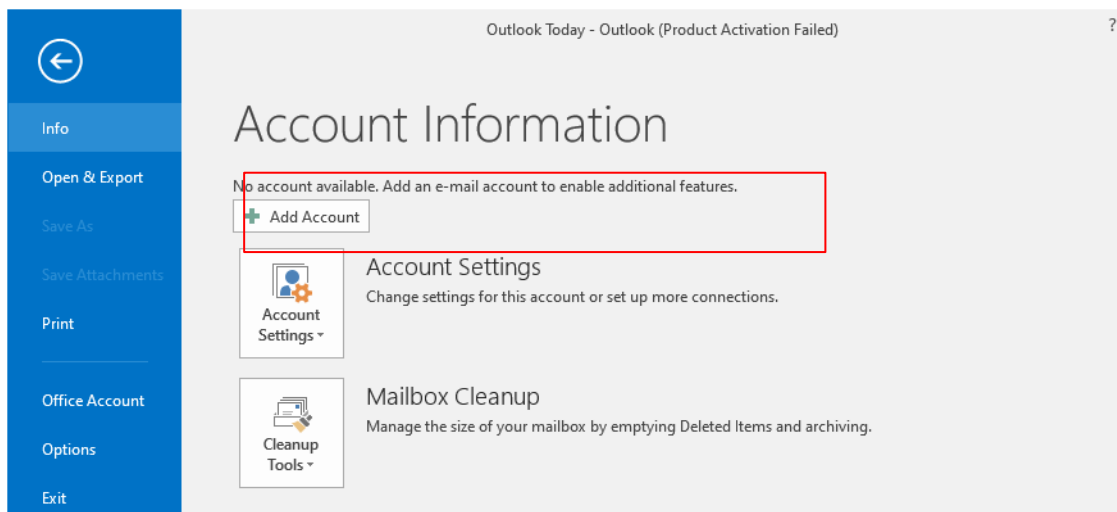 Outlook Today - Outlook (Product Activation Failed)
?
Info
Open & Export
Save As
Save Attachments
Print
Office Account
Options
Exit
Account Information
No account available. Add an e-mail account to enable additional features.
Add Account
Account Settings
Account Settings
Change settings for this account or set up more connections.
Cleanup Tools
Mailbox Cleanup
Manage the size of your mailbox by emptying Deleted Items and archiving.